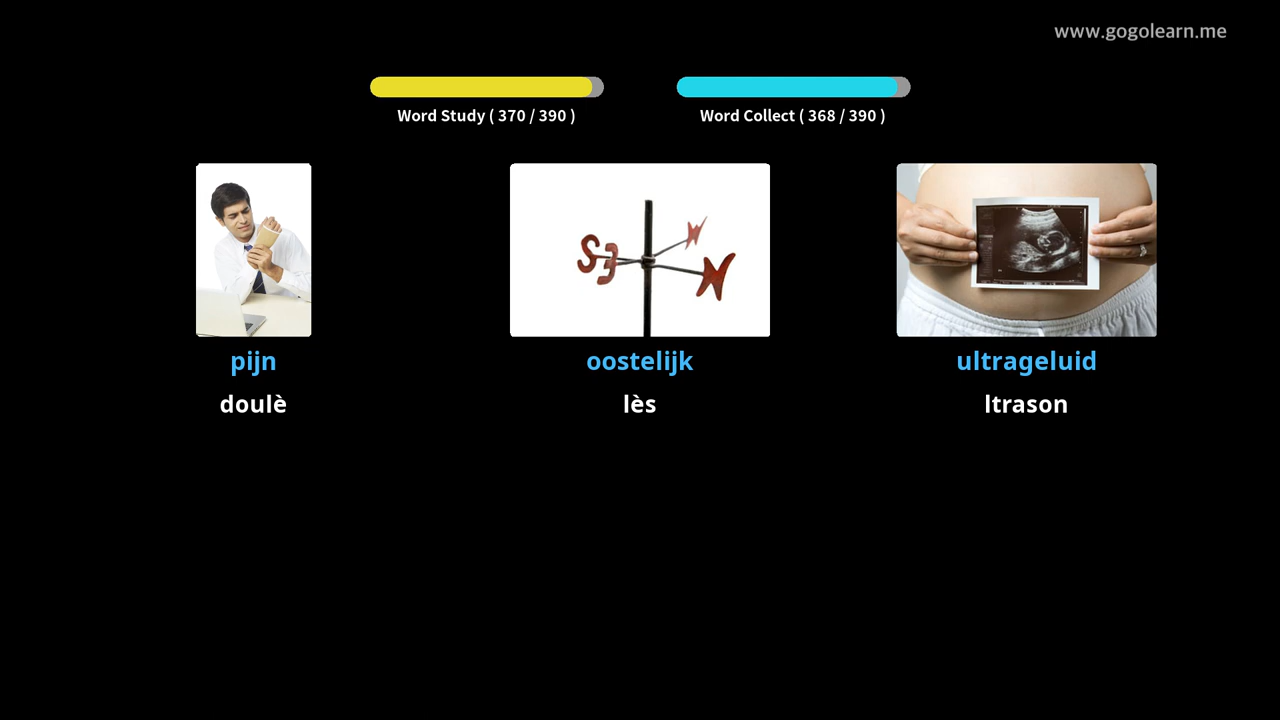 www.gogolearn.me
Word Study ( 370 / 390 )
Word Collect ( 368 / 390 )
S
W
N
pijn
oostelijk
ultrageluid
doulè
lès
ltrason